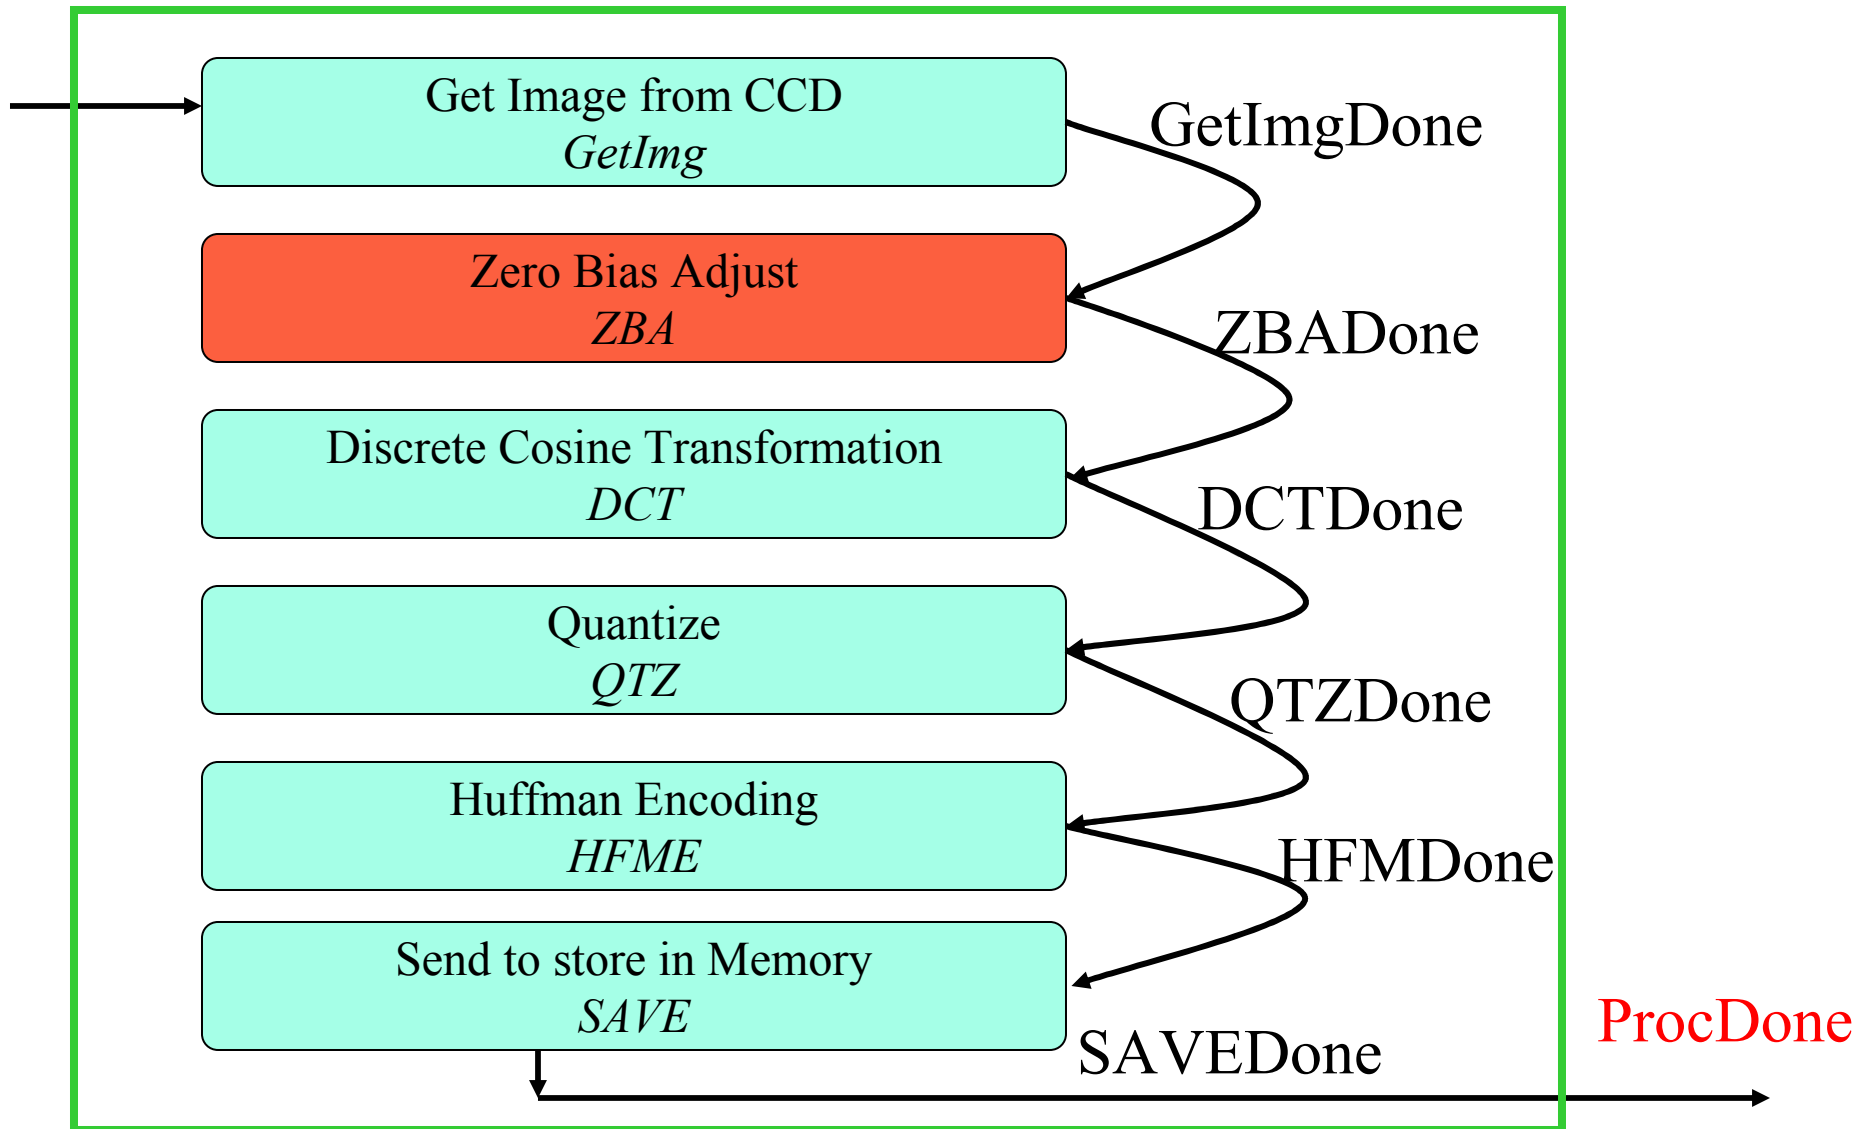 Get Image from CCD
GetImg
GetImgDone
Zero Bias Adjust
ZBA
ZBADone
Discrete Cosine Transformation
DCT
DCTDone
Quantize
QTZ
QTZDone
Huffman Encoding
HFME
HFMDone
Send to store in Memory
SAVE
SAVEDone
ProcDone